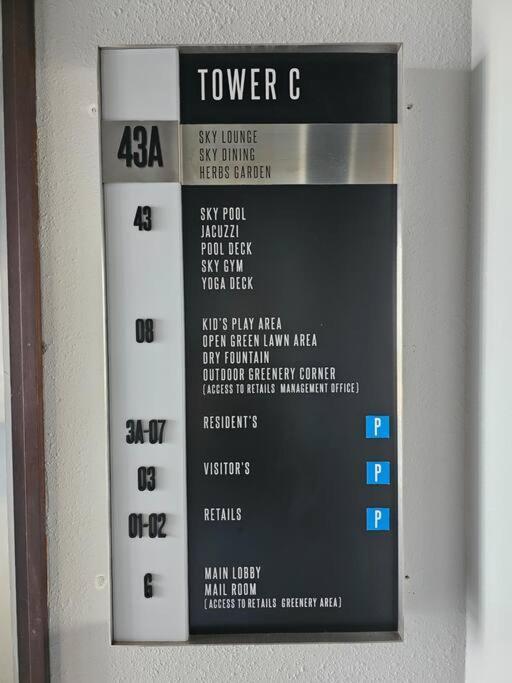 TOWER C
43A
SKY LOUNGE
SKY DINING
HERBS GARDEN
43
SKY POOL
JACUZZI
POOL DECK
SKY GYM
YOGA DECK
08
KID'S PLAY AREA
OPEN GREEN LAWN AREA
DRY FOUNTAIN
OUTDOOR GREENERY CORNER
(ACCESS TO RETAILS MANAGEMENT OFFICE)
3A-07 RESIDENT'S P
03 VISITOR'S P
01-02 RETAILS P
G
MAIN LOBBY
MAIL ROOM
(ACCESS TO RETAILS GREENERY AREA)